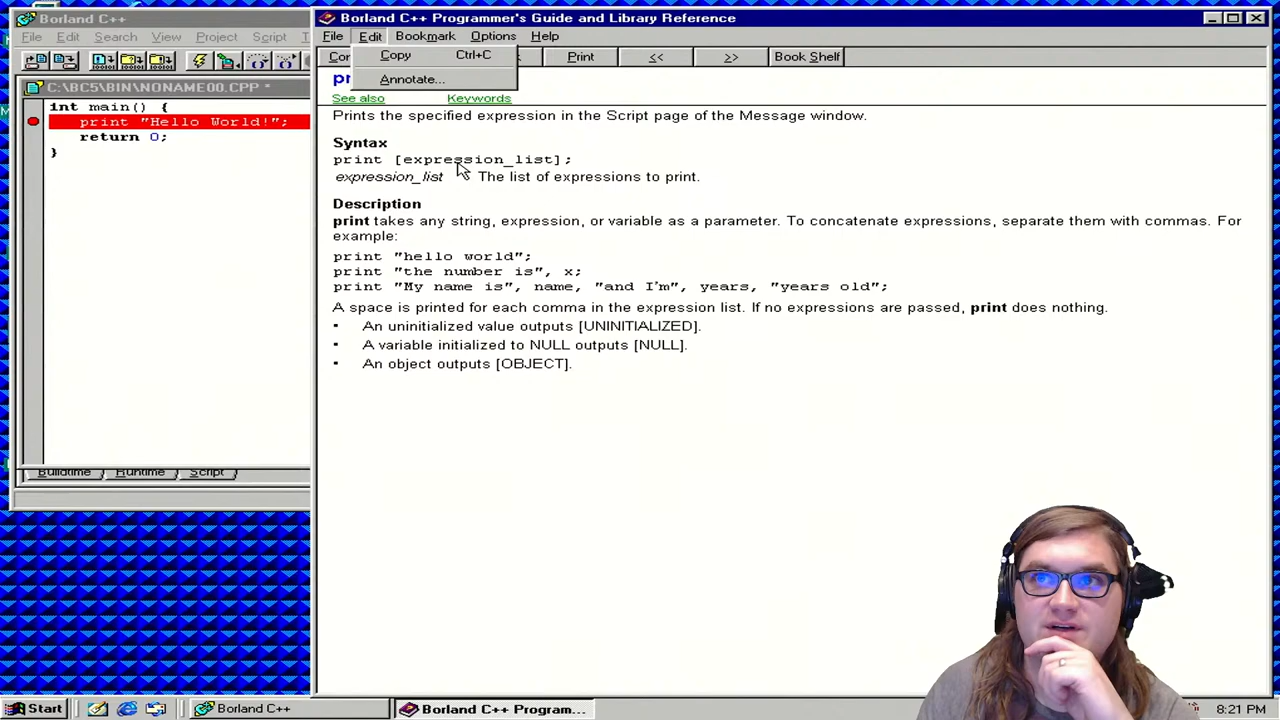 Borland C++
File Edit Search View Project Script
C:\BC5\BIN\NONAME00.CPP *
int main() {
print "Hello World!";
return 0;
}
Buildtime Runtime Script
Borland C++ Programmer's Guide and Library Reference
File Edit Bookmark Options Help
Print << >> Book Shelf
Copy Ctrl+C
Annotate...
See also Keywords
Prints the specified expression in the Script page of the Message window.
Syntax
print [expression_list];
expression_list The list of expressions to print.
Description
print takes any string, expression, or variable as a parameter. To concatenate expressions, separate them with commas. For
example:
print "hello world";
print "the number is", x;
print "My name is", name, "and I'm", years, "years old";
A space is printed for each comma in the expression list. If no expressions are passed, print does nothing.
• An uninitialized value outputs [UNINITIALIZED].
• A variable initialized to NULL outputs [NULL].
• An object outputs [OBJECT].
Start Borland C++ Borland C++ Program... 8:21 PM